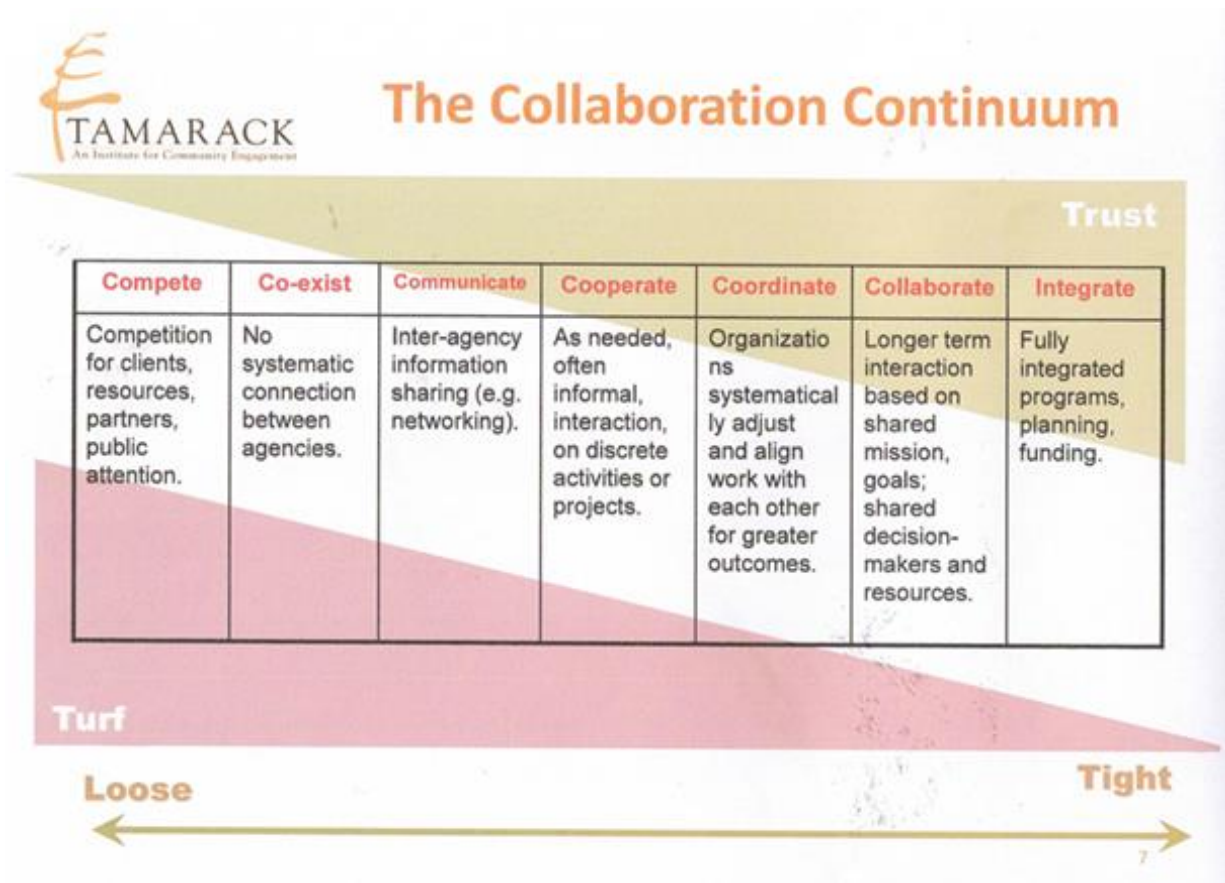 TAMARACK
An Institute for Community Engagement
The Collaboration Continuum
Trust
Compete
Co-exist
Communicate
Cooperate
Coordinate
Collaborate
Integrate
Competition
for clients,
resources,
partners,
public
attention.
No
systematic
connection
between
agencies.
Inter-agency
information
sharing (e.g.
networking).
As needed,
often
informal,
interaction,
on discrete
activities or
projects.
Organizatio
ns
systematical
ly adjust
and align
work with
each other
for greater
outcomes.
Longer term
interaction
based on
shared
mission,
goals;
shared
decision-
makers and
resources.
Fully
integrated
programs,
planning,
funding.
Turf
Loose
Tight
7